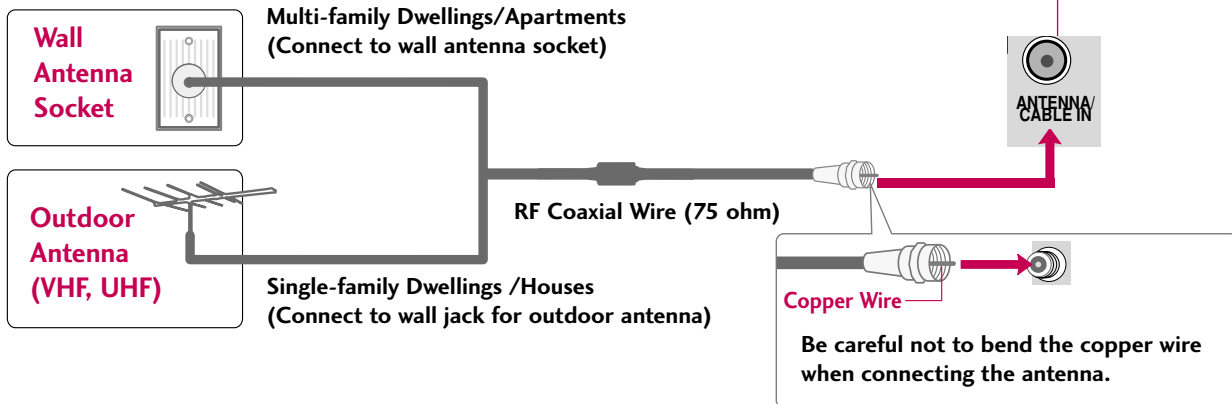 Wall
Antenna
Socket
Multi-family Dwellings/Apartments
(Connect to wall antenna socket)
ANTENNA/
CABLE IN
Outdoor
Antenna
(VHF, UHF)
RF Coaxial Wire (75 ohm)
Single-family Dwellings /Houses
(Connect to wall jack for outdoor antenna)
Copper Wire
Be careful not to bend the copper wire
when connecting the antenna.